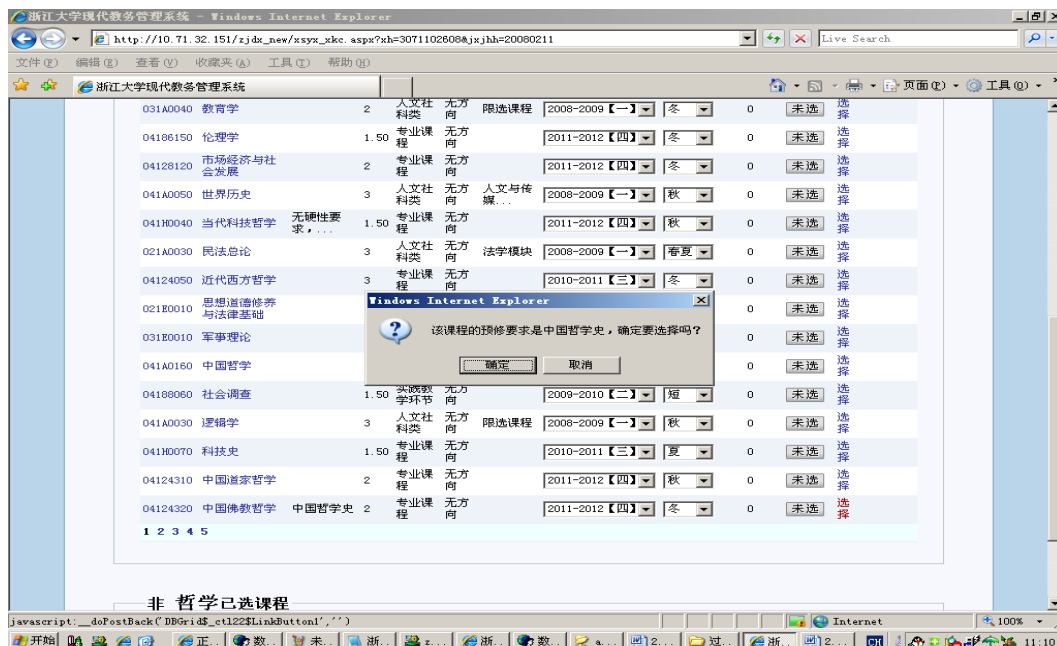 浙江大学现代教务管理系统 - Windows Internet Explorer
http://10.71.32.151/zjdx_new/xsyx_xkc.aspx?xh=3071102608&jxjhh=20080211
Live Search
文件(F) 编辑(E) 查看(V) 收藏夹(A) 工具(T) 帮助(H)
浙江大学现代教务管理系统 页面(P) 工具(O)
031A0040 教育学 2 人文社科类 无方向 限选课程 2008-2009【一】 冬 0 未选 选择
04186150 伦理学 1.50 专业课程 无方向 2011-2012【四】 冬 0 未选 选择
04128120 市场经济与社会发展 2 专业课程 无方向 2011-2012【四】 冬 0 未选 选择
041A0050 世界历史 3 人文社科类 无方向 人文与传媒... 2008-2009【一】 秋 0 未选 选择
041H0040 当代科技哲学 无硬性要求，... 1.50 专业课程 无方向 2011-2012【四】 秋 0 未选 选择
021A0030 民法总论 3 人文社科类 无方向 法学模块 2008-2009【一】 春夏 0 未选 选择
04124050 近代西方哲学 3 专业课程 无方向 2010-2011【三】 冬 0 未选 选择
021E0010 思想道德修养与法律基础 0 未选 选择
031E0010 军事理论 0 未选 选择
041A0160 中国哲学 0 未选 选择
Windows Internet Explorer
该课程的预修要求是中国哲学史，确定要选择吗？
确定 取消
04188060 社会调查 1.50 实践教学环节 无方向 2009-2010【二】 短 0 未选 选择
041A0030 逻辑学 3 人文社科类 无方向 限选课程 2008-2009【一】 秋 0 未选 选择
041H0070 科技史 1.50 专业课程 无方向 2010-2011【三】 夏 0 未选 选择
04124310 中国道家哲学 2 专业课程 无方向 2011-2012【四】 秋 0 未选 选择
04124320 中国佛教哲学 中国哲学史 2 专业课程 无方向 2011-2012【四】 冬 0 未选 选择
1 2 3 4 5
非 哲学已选课程
javascript:__doPostBack('DBGrid$_ctl22$LinkButton1','') Internet 100%
开始 正.. 数.. 未.. 浙.. z... 浙.. 数.. a... 12... 过.. 浙.. 12... CH 11:10